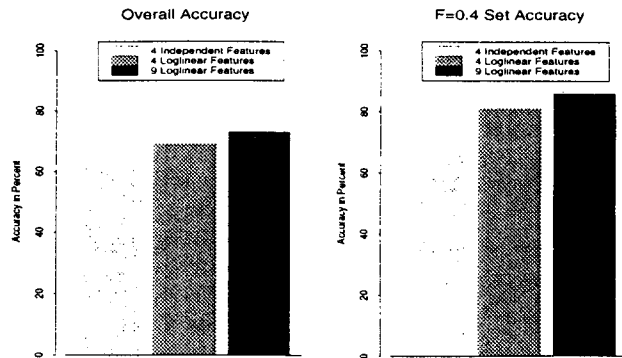 Overall Accuracy
4 Independent Features
4 Loglinear Features
9 Loglinear Features
Accuracy in Percent
100
80
60
40
20
0
F=0.4 Set Accuracy
4 Independent Features
4 Loglinear Features
9 Loglinear Features
Accuracy in Percent
100
80
60
40
20
0